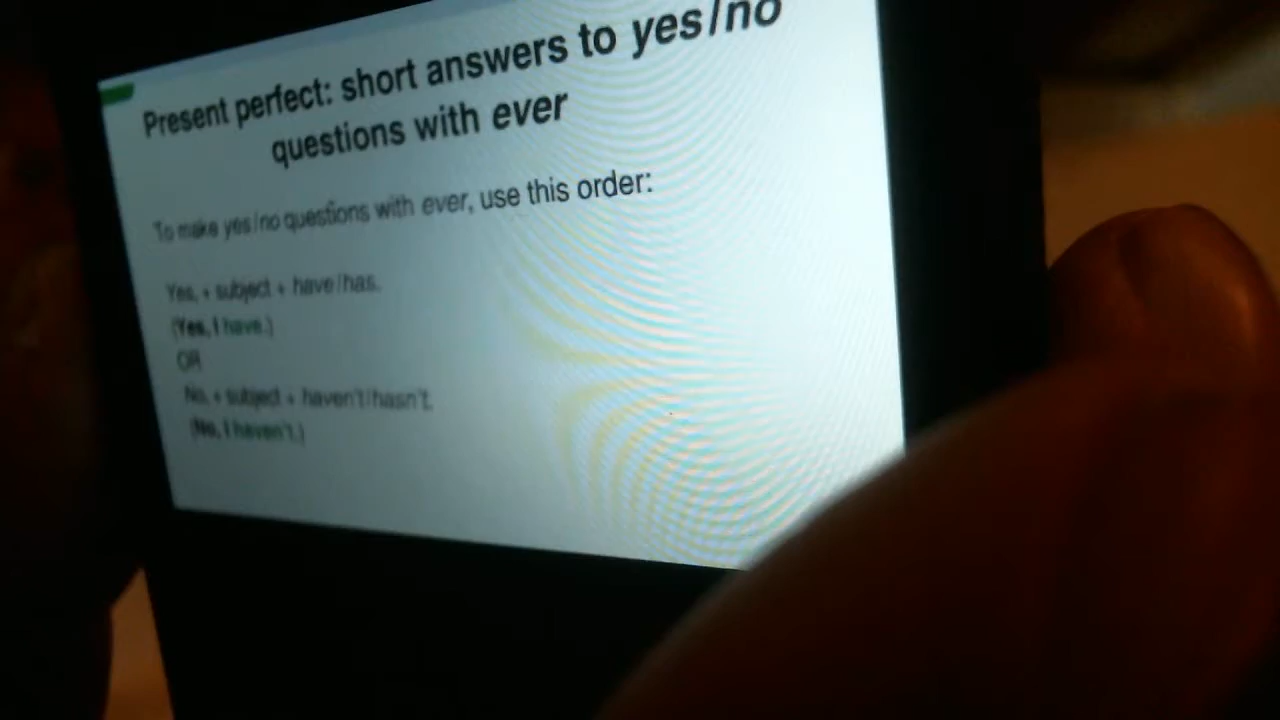 Present perfect: short answers to yes/no
questions with ever
To make yes/no questions with ever, use this order:
Yes, + subject + have/has.
(Yes, I have.)
OR
No, + subject + haven't/hasn't.
(No, I haven't.)